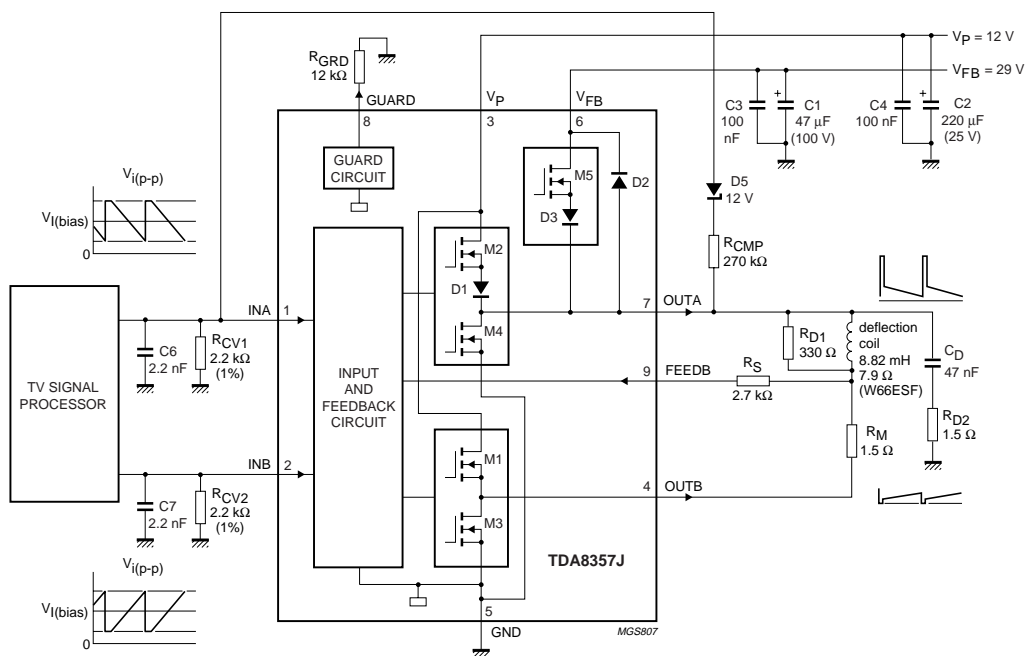 VP = 12 V
VFB = 29 V
RGRD
12 kΩ
GUARD
8
VP
3
VFB
6
C3
100
nF
+
C1
47 μF
(100 V)
C4
100 nF
+
C2
220 μF
(25 V)
GUARD
CIRCUIT
M5
D3
D2
D5
12 V
RCMP
270 kΩ
Vi(p-p)
VI(bias)
0
M2
D1
M4
7
OUTA
INA
1
TV SIGNAL
PROCESSOR
C6
2.2 nF
RCV1
2.2 kΩ
(1%)
INPUT
AND
FEEDBACK
CIRCUIT
9
FEEDB
RS
2.7 kΩ
RD1
330 Ω
deflection
coil
8.82 mH
7.9 Ω
(W66ESF)
CD
47 nF
RD2
1.5 Ω
RM
1.5 Ω
INB
2
C7
2.2 nF
RCV2
2.2 kΩ
(1%)
M1
M3
4
OUTB
TDA8357J
Vi(p-p)
VI(bias)
0
5
GND
MGS807